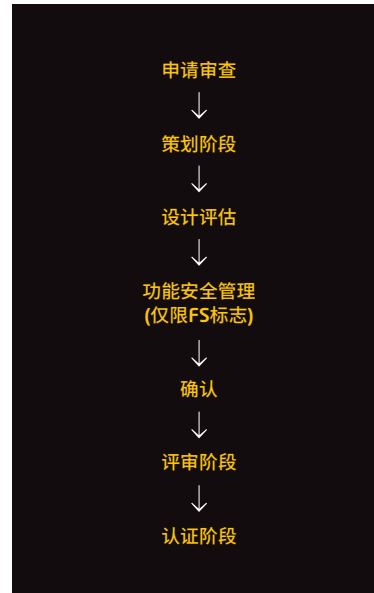 申请审查
策划阶段
设计评估
功能安全管理
(仅限FS标志)
确认
评审阶段
认证阶段